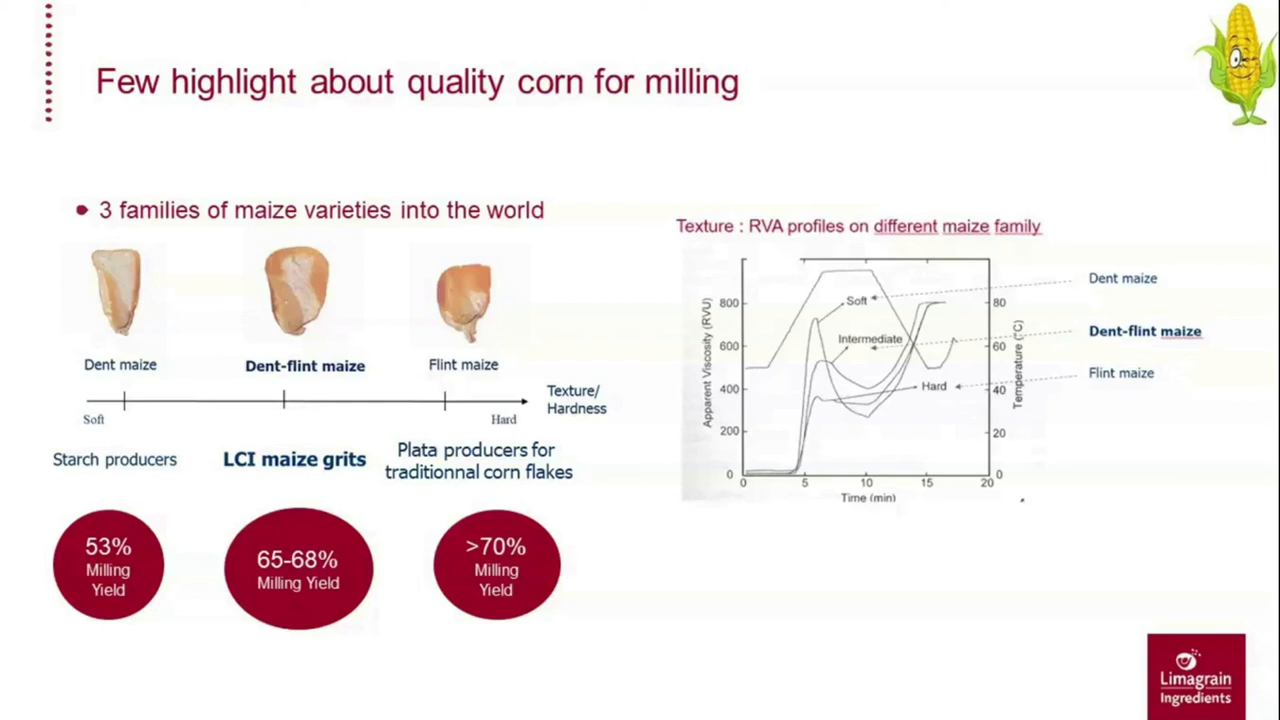 Few highlight about quality corn for milling
3 families of maize varieties into the world
Dent maize
Dent-flint maize
Flint maize
Soft
Hard
Texture/
Hardness
Starch producers
LCI maize grits
Plata producers for
traditionnal corn flakes
53%
Milling
Yield
65-68%
Milling Yield
>70%
Milling
Yield
Texture : RVA profiles on different maize family
Apparent Viscosity (RVU)
800
600
400
200
0
Soft
Intermediate
Hard
80
60
40
20
0
Temperature (°C)
0
5
10
15
20
Time (min)
Dent maize
Dent-flint maize
Flint maize
Limagrain
Ingredients